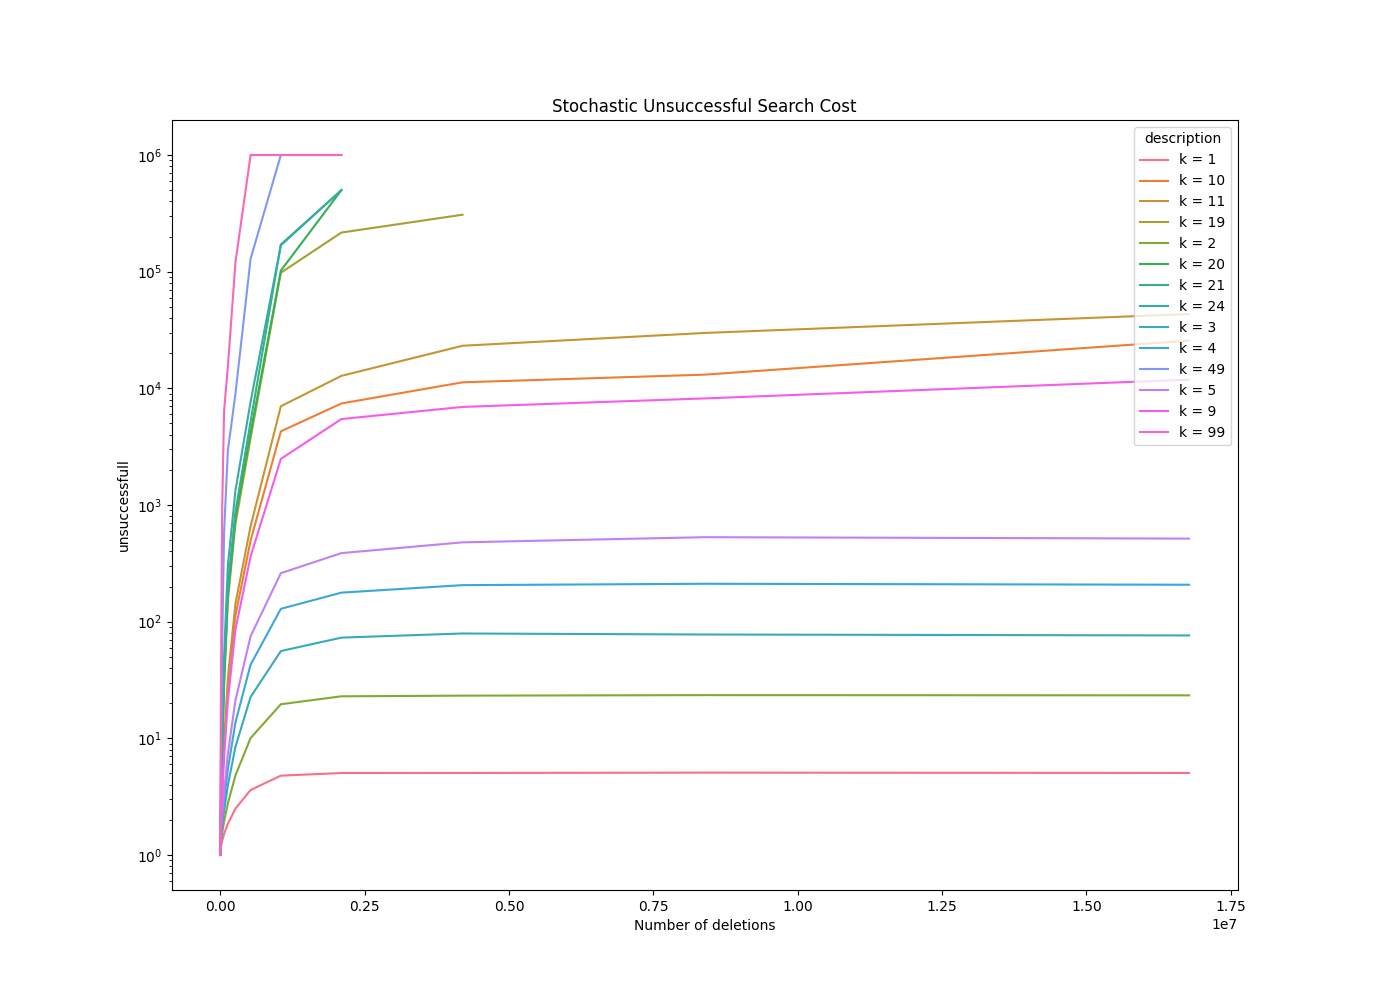 Stochastic Unsuccessful Search Cost
description
k = 1
k = 10
k = 11
k = 19
k = 2
k = 20
k = 21
k = 24
k = 3
k = 4
k = 49
k = 5
k = 9
k = 99
unsuccessfull
10^6
10^5
10^4
10^3
10^2
10^1
10^0
0.00 0.25 0.50 0.75 1.00 1.25 1.50 1.75
1e7
Number of deletions